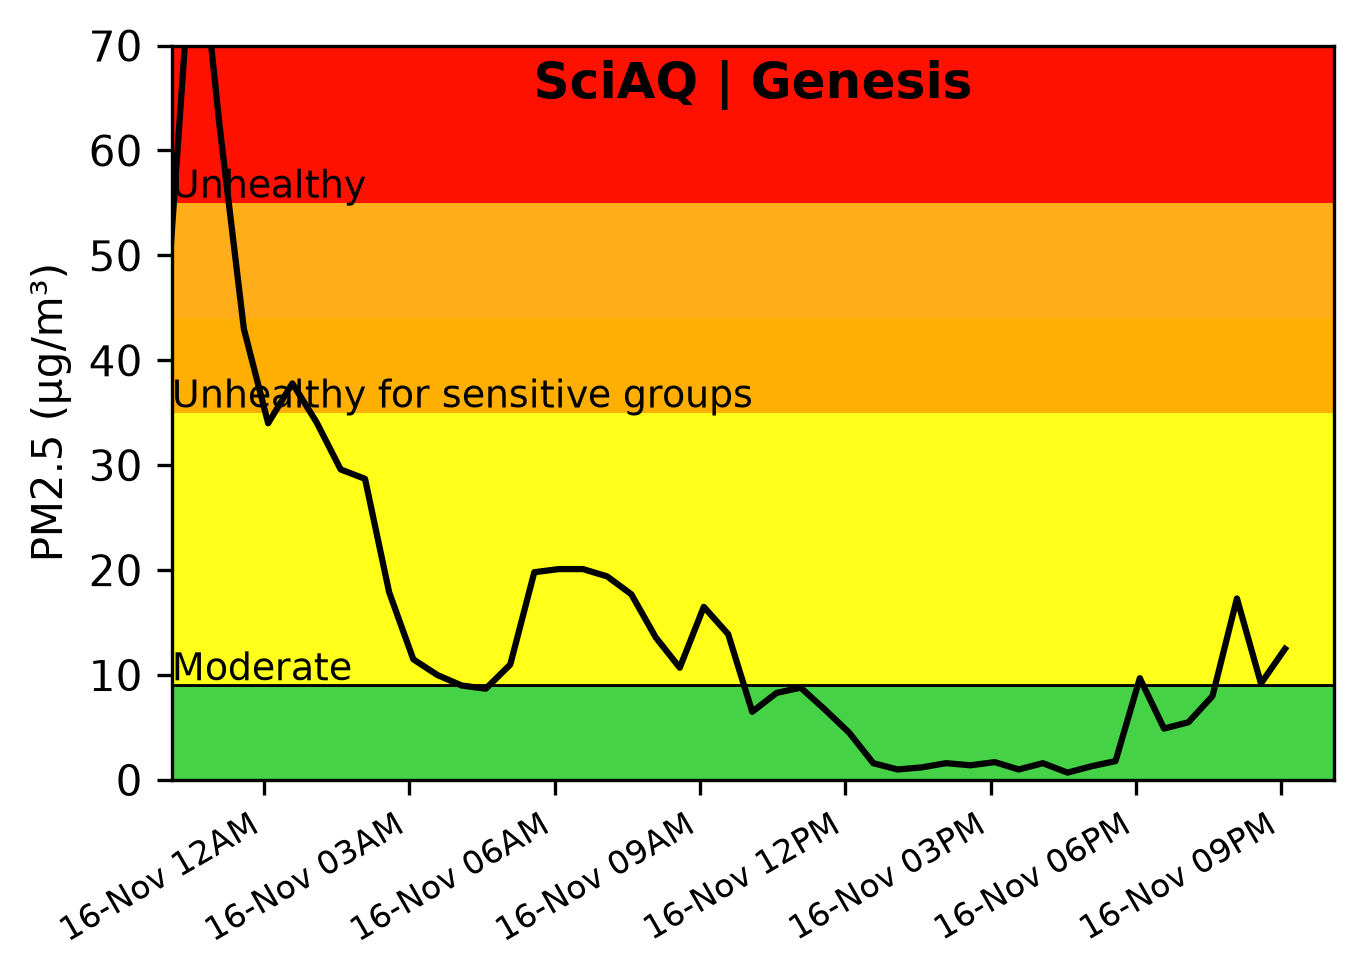 SciAQ | Genesis
PM2.5 (µg/m³)
70
60
50
40
30
20
10
0
Unhealthy
Unhealthy for sensitive groups
Moderate
16-Nov 12AM
16-Nov 03AM
16-Nov 06AM
16-Nov 09AM
16-Nov 12PM
16-Nov 03PM
16-Nov 06PM
16-Nov 09PM